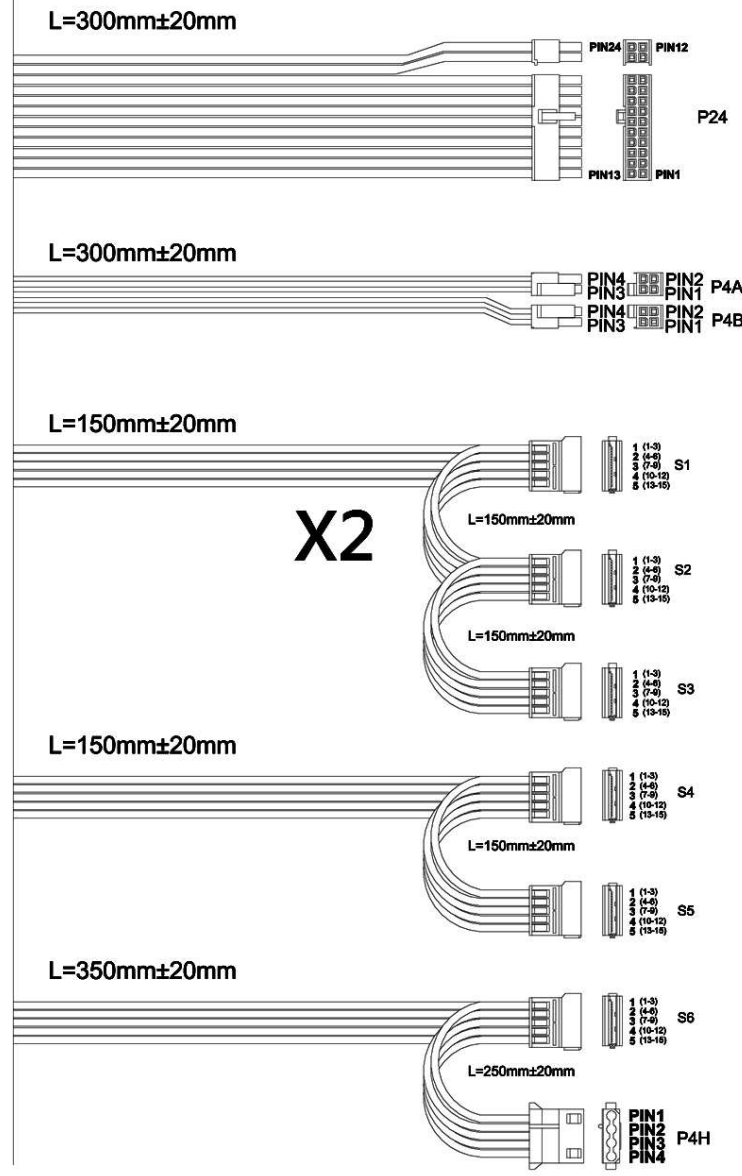 L=300mm±20mm
PIN24 PIN12
P24
PIN13 PIN1
L=300mm±20mm
PIN4 PIN2
PIN3 PIN1 P4A
PIN4 PIN2
PIN3 PIN1 P4B
L=150mm±20mm
1 (1-3)
2 (4-6)
3 (7-9) S1
4 (10-12)
5 (13-15)
X2
L=150mm±20mm
1 (1-3)
2 (4-6) S2
3 (7-9)
4 (10-12)
5 (13-15)
L=150mm±20mm
1 (1-3)
2 (4-6)
3 (7-9) S3
4 (10-12)
5 (13-15)
L=150mm±20mm
1 (1-3)
2 (4-6)
3 (7-9) S4
4 (10-12)
5 (13-15)
L=150mm±20mm
1 (1-3)
2 (4-6)
3 (7-9) S5
4 (10-12)
5 (13-15)
L=350mm±20mm
1 (1-3)
2 (4-6)
3 (7-9) S6
4 (10-12)
5 (13-15)
L=250mm±20mm
PIN1
PIN2
PIN3 P4H
PIN4